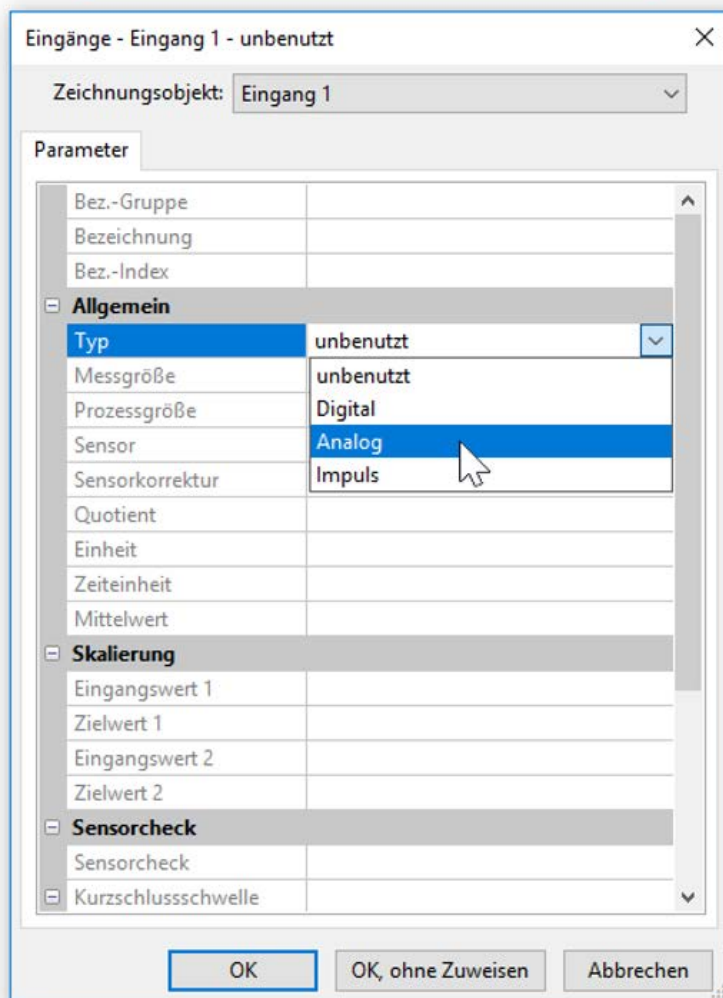 Eingänge - Eingang 1 - unbenutzt
Zeichnungsobjekt: Eingang 1
Parameter
Bez.-Gruppe
Bezeichnung
Bez.-Index
Allgemein
Typ unbenutzt
Messgröße unbenutzt
Prozessgröße Digital
Sensor Analog
Sensorkorrektur Impuls
Quotient
Einheit
Zeiteinheit
Mittelwert
Skalierung
Eingangswert 1
Zielwert 1
Eingangswert 2
Zielwert 2
Sensorcheck
Sensorcheck
Kurzschlussschwelle
OK OK, ohne Zuweisen Abbrechen